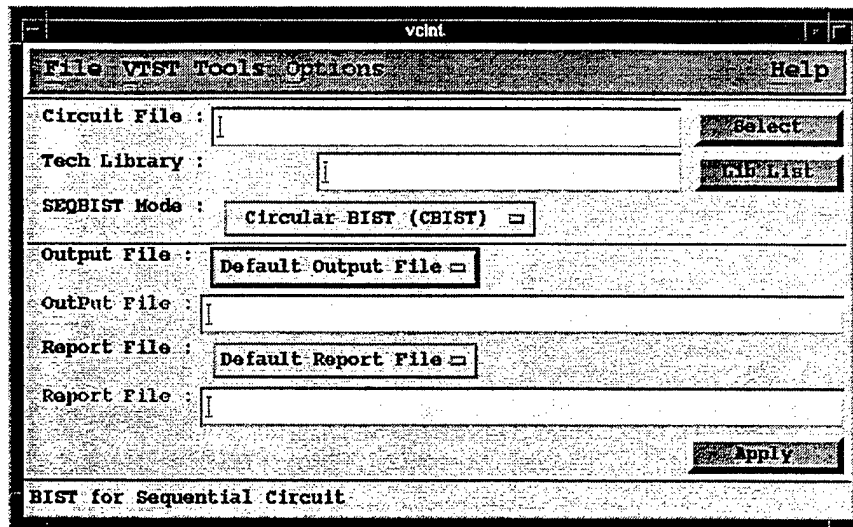 vcint
File VTST Tools Options Help
Circuit File : Select
Tech Library : Lib List
SEQBIST Mode : Circular BIST (CBIST)
Output File : Default Output File
OutPut File :
Report File : Default Report File
Report File :
Apply
BIST for Sequential Circuit